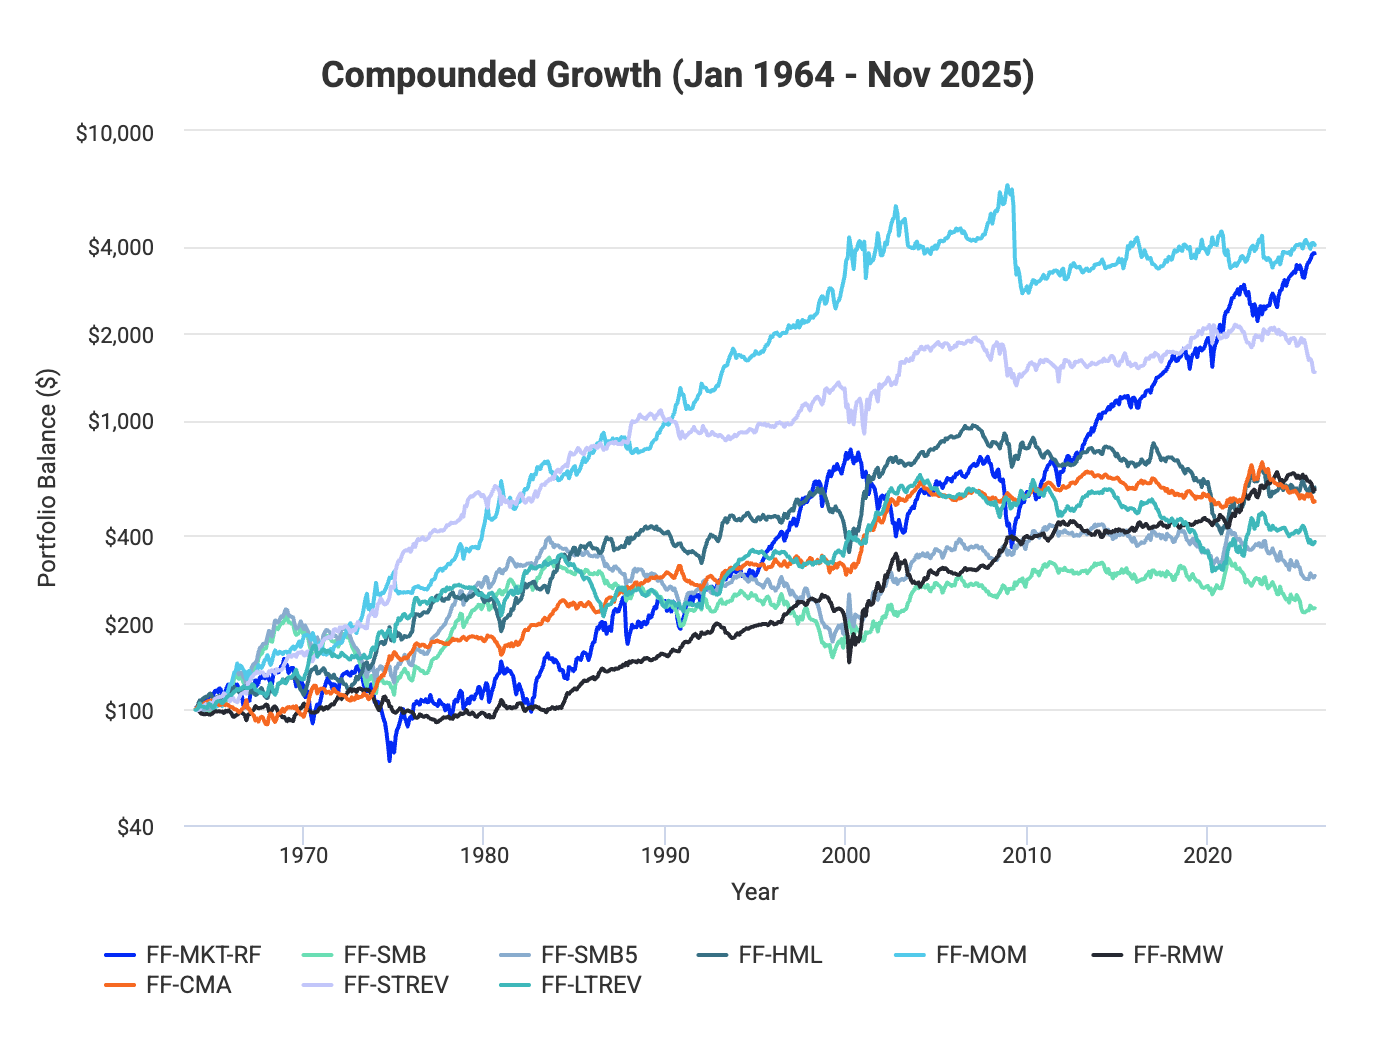 Compounded Growth (Jan 1964 - Nov 2025)
$10,000
$4,000
$2,000
$1,000
$400
$200
$100
$40
Portfolio Balance ($)
1970 1980 1990 2000 2010 2020
Year
FF-MKT-RF FF-SMB FF-SMB5 FF-HML FF-MOM FF-RMW
FF-CMA FF-STREV FF-LTREV